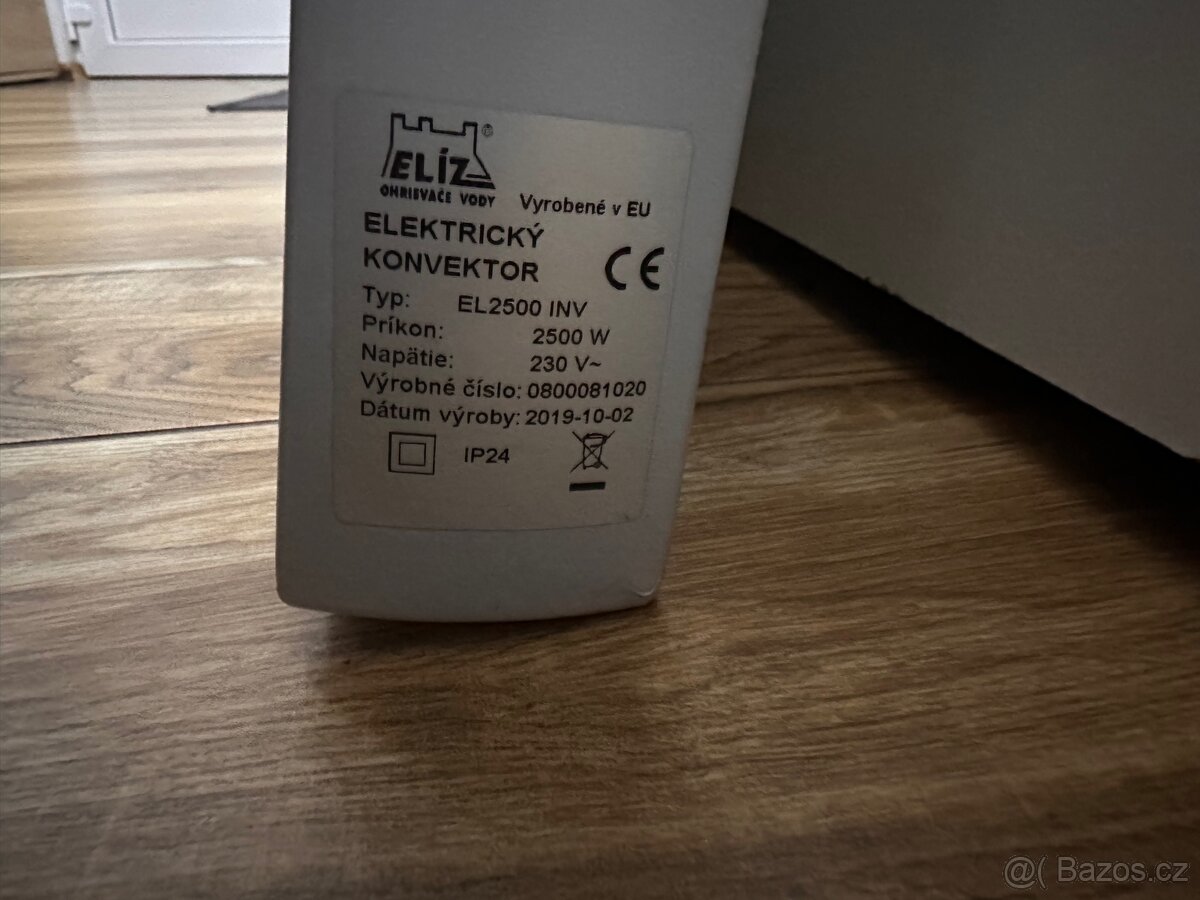 ELÍZ ®
OHRIEVAČE VODY
Vyrobené v EU
ELEKTRICKÝ
KONVEKTOR
CE
Typ: EL2500 INV
Príkon: 2500 W
Napätie: 230 V~
Výrobné číslo: 0800081020
Dátum výroby: 2019-10-02
IP24
@( Bazos.cz